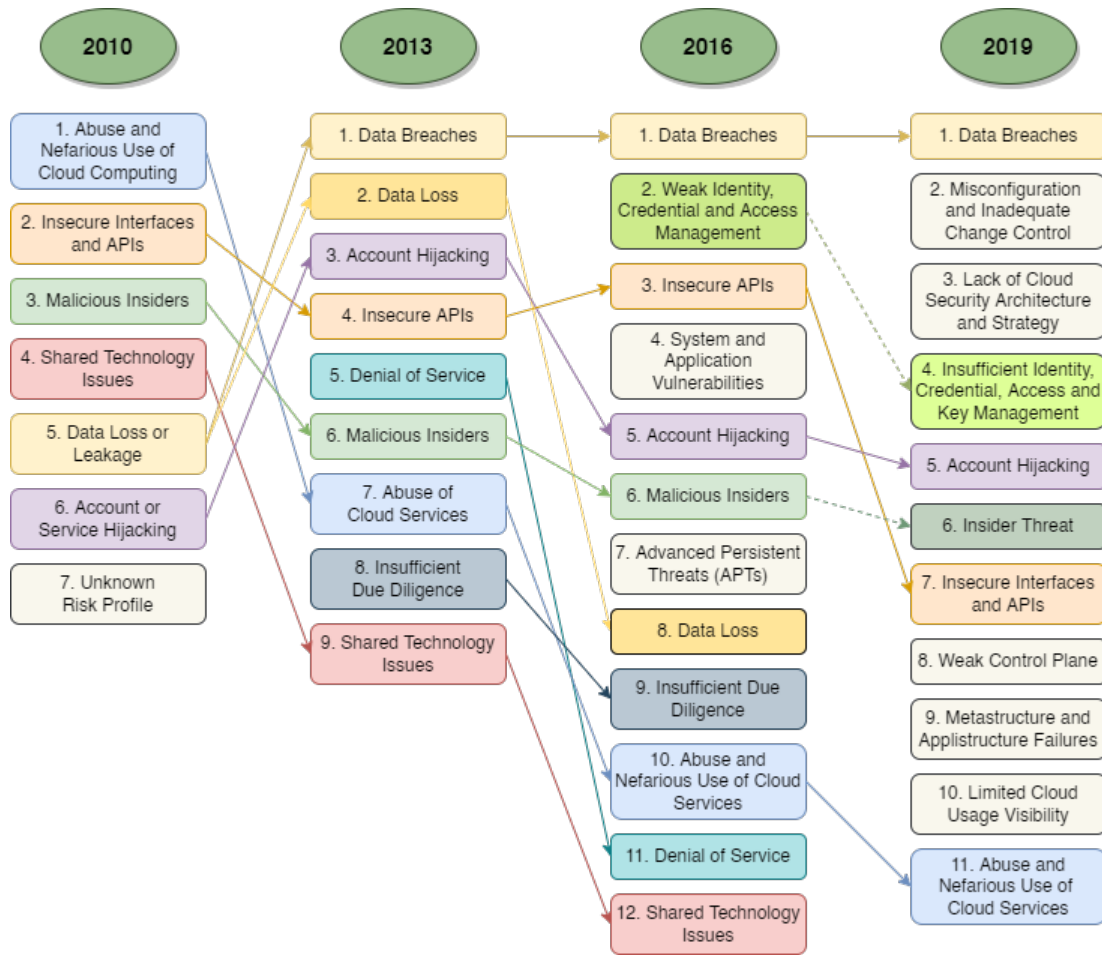 2010
2013
2016
2019
1. Abuse and
Nefarious Use of
Cloud Computing
2. Insecure Interfaces
and APIs
3. Malicious Insiders
4. Shared Technology
Issues
5. Data Loss or
Leakage
6. Account or
Service Hijacking
7. Unknown
Risk Profile
1. Data Breaches
2. Data Loss
3. Account Hijacking
4. Insecure APIs
5. Denial of Service
6. Malicious Insiders
7. Abuse of
Cloud Services
8. Insufficient
Due Diligence
9. Shared Technology
Issues
1. Data Breaches
2. Weak Identity,
Credential and Access
Management
3. Insecure APIs
4. System and
Application
Vulnerabilities
5. Account Hijacking
6. Malicious Insiders
7. Advanced Persistent
Threats (APTs)
8. Data Loss
9. Insufficient Due
Diligence
10. Abuse and
Nefarious Use of Cloud
Services
11. Denial of Service
12. Shared Technology
Issues
1. Data Breaches
2. Misconfiguration
and Inadequate
Change Control
3. Lack of Cloud
Security Architecture
and Strategy
4. Insufficient Identity,
Credential, Access and
Key Management
5. Account Hijacking
6. Insider Threat
7. Insecure Interfaces
and APIs
8. Weak Control Plane
9. Metastructure and
Applistructure Failures
10. Limited Cloud
Usage Visibility
11. Abuse and
Nefarious Use of
Cloud Services